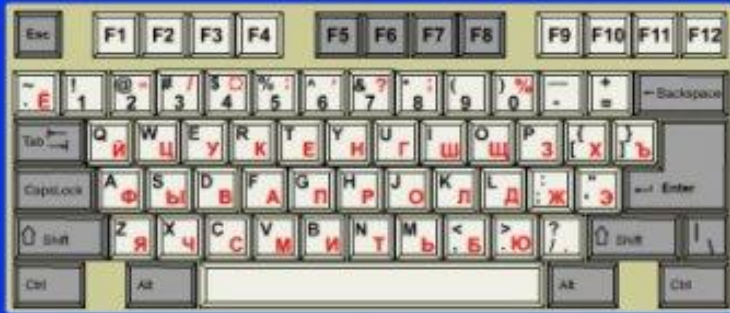 Esc F1 F2 F3 F4 F5 F6 F7 F8 F9 F10 F11 F12
~ . Ё ! 1 @ " 2 # / 3 $ 4 % : 5 ^ ' 6 & ? 7 * ; 8 ( 9 ) % 0 — - + = ←Backspace
Tab Q Й W Ц E У R К T Е Y Н U Г I Ш O Щ P З { [ Х } ] Ъ
CapsLock A Ф S Ы D В F А G П H Р J О K Л L Д : ; Ж " ' Э Enter
Shift Z Я X Ч C С V М B И N Т M Ь < . Б > . Ю ? / . Shift | \
Ctrl Alt Alt Ctrl